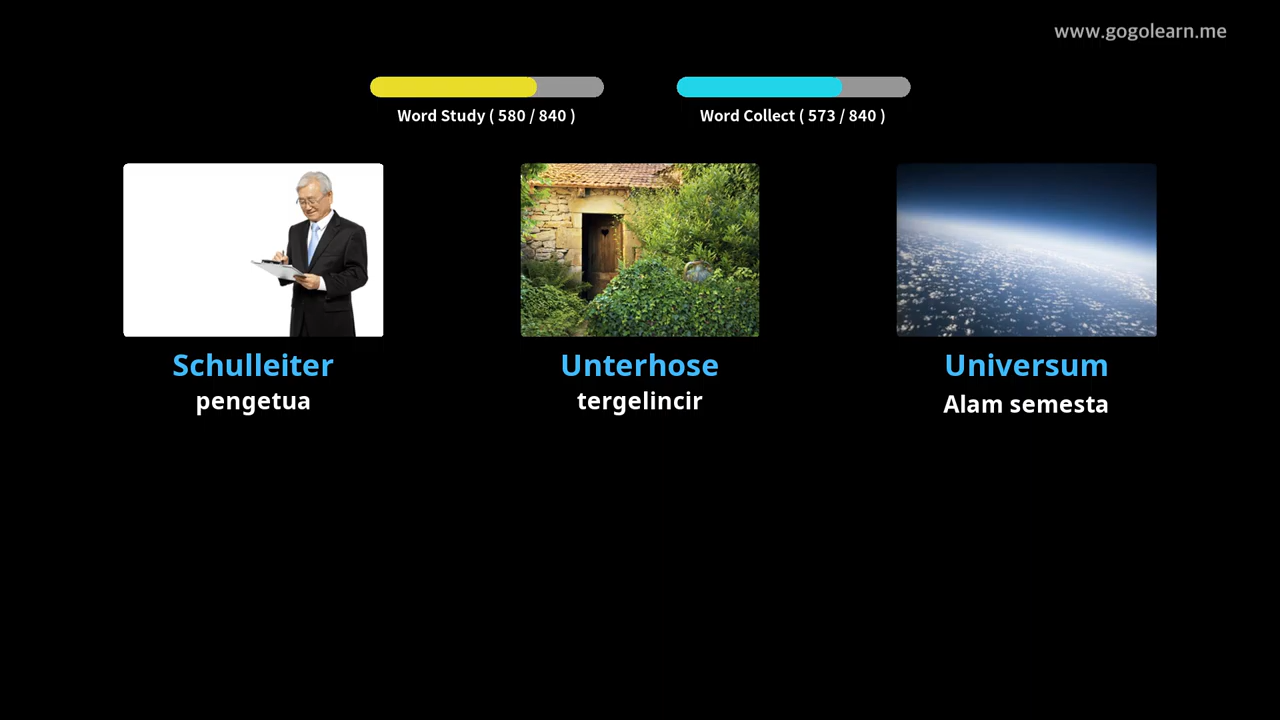 www.gogolearn.me
Word Study ( 580 / 840 )
Word Collect ( 573 / 840 )
Schulleiter
pengetua
Unterhose
tergelincir
Universum
Alam semesta